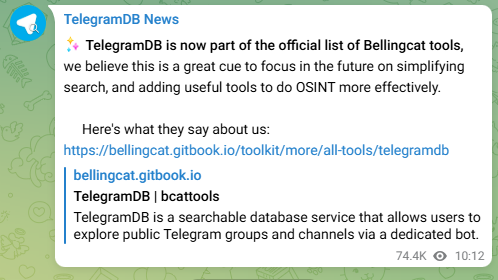 TelegramDB News
✨ TelegramDB is now part of the official list of Bellingcat tools,
we believe this is a great cue to focus in the future on simplifying
search, and adding useful tools to do OSINT more effectively.
Here's what they say about us:
https://bellingcat.gitbook.io/toolkit/more/all-tools/telegramdb
bellingcat.gitbook.io
TelegramDB | bcattools
TelegramDB is a searchable database service that allows users to
explore public Telegram groups and channels via a dedicated bot.
74.4K 10:12